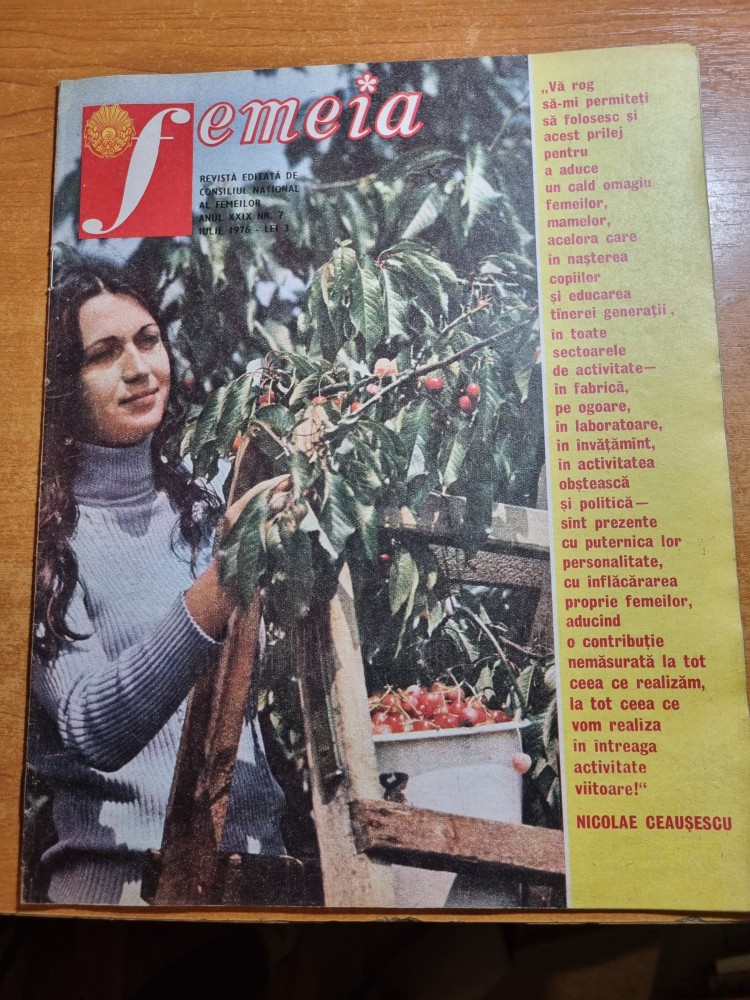 femeia
REVISTĂ EDITATĂ DE
CONSILIUL NAȚIONAL
AL FEMEILOR
ANUL XXIX NR. 7
IULIE 1976 - LEI 3
„Vă rog
să-mi permiteți
să folosesc și
acest prilej
pentru
a aduce
un cald omagiu
femeilor,
mamelor,
acelora care
în nașterea
copiilor
și educarea
tinerei generații,
în toate
sectoarele
de activitate—
în fabrică,
pe ogoare,
în laboratoare,
în învățămînt,
în activitatea
obștească
și politică—
sînt prezente
cu puternica lor
personalitate,
cu înflăcărarea
proprie femeilor,
aducînd
o contribuție
nemăsurată la tot
ceea ce realizăm,
la tot ceea ce
vom realiza
în întreaga
activitate
viitoare!“
NICOLAE CEAUȘESCU